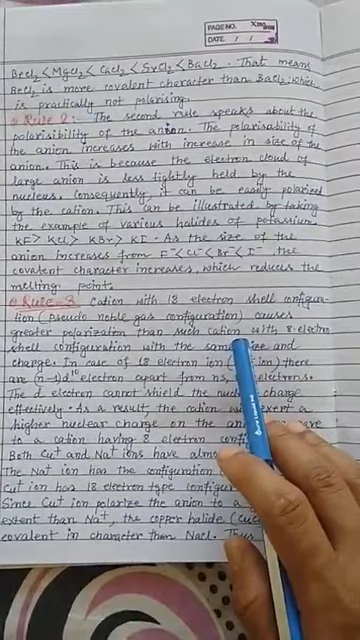 PAGE NO.
DATE / /
BeCl2 < MgCl2 < CaCl2 < SrCl2 < BaCl2. That means
BeCl2 is more covalent character than BaCl2; which
is practically not polarising.
Rule 2: The second rule speaks about the
polarisibility of the anion. The polarisability of
the anion increases with increase in size of the
anion. This is because the electron cloud of
large anion is less tightly held by the
nucleus. Consequently, it can be easily polarized
by the cation. This can be illustrated by taking
the example of various halides of potassium.
KF > KCl > KBr > KI. As the size of the
anion increases from F- < Cl- < Br- < I- the
covalent character increases, which reduces the
melting point.
Rule-3 Cation with 18 electron shell configura-
tion (pseudo noble gas configuration) causes
greater polarization than such cation with 8-electron
shell configuration with the same size and
charge. In case of 18 electron ion ion) there
are (n-1)d10 electron apart from ns, electrons.
The d electron cannot shield the charge
effectively. As a result, the cation exert a
higher nuclear charge on the
to a cation having 8 electron
Both Cu+ and Na+ ions have
The Na+ ion has the configuration
Cu+ ion has 18 electron type
Since Cu+ ion polarize the anion to a
extent than Na+, the copper halide
covalent in character than NaCl. Thus